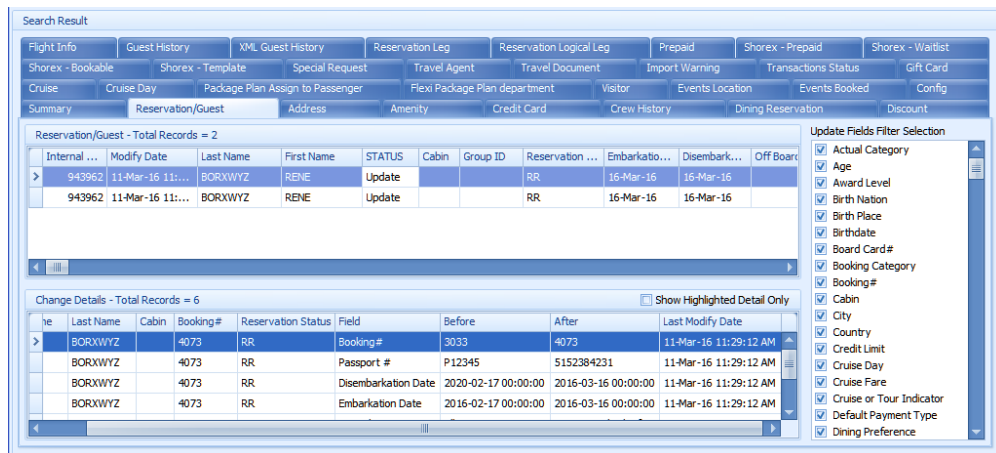 Search Result
Flight Info Guest History XML Guest History Reservation Leg Reservation Logical Leg Prepaid Shorex - Prepaid Shorex - Waitlist
Shorex - Bookable Shorex - Template Special Request Travel Agent Travel Document Import Warning Transactions Status Gift Card
Cruise Cruise Day Package Plan Assign to Passenger Flexi Package Plan department Visitor Events Location Events Booked Config
Summary Reservation/Guest Address Amenity Credit Card Crew History Dining Reservation Discount
Reservation/Guest - Total Records = 2
Internal ... Modify Date Last Name First Name STATUS Cabin Group ID Reservation ... Embarkatio... Disembark... Off Board
943962 11-Mar-16 11:... BORXWYZ RENE Update RR 16-Mar-16 16-Mar-16
943962 11-Mar-16 11:... BORXWYZ RENE Update RR 16-Mar-16 16-Mar-16
Change Details - Total Records = 6 Show Highlighted Detail Only
ne Last Name Cabin Booking# Reservation Status Field Before After Last Modify Date
BORXWYZ 4073 RR Booking# 3033 4073 11-Mar-16 11:29:12 AM
BORXWYZ 4073 RR Passport # P12345 5152384231 11-Mar-16 11:29:12 AM
BORXWYZ 4073 RR Disembarkation Date 2020-02-17 00:00:00 2016-03-16 00:00:00 11-Mar-16 11:29:12 AM
BORXWYZ 4073 RR Embarkation Date 2016-02-17 00:00:00 2016-03-16 00:00:00 11-Mar-16 11:29:12 AM
Update Fields Filter Selection
Actual Category
Age
Award Level
Birth Nation
Birth Place
Birthdate
Board Card#
Booking Category
Booking#
Cabin
City
Country
Credit Limit
Cruise Day
Cruise Fare
Cruise or Tour Indicator
Default Payment Type
Dining Preference